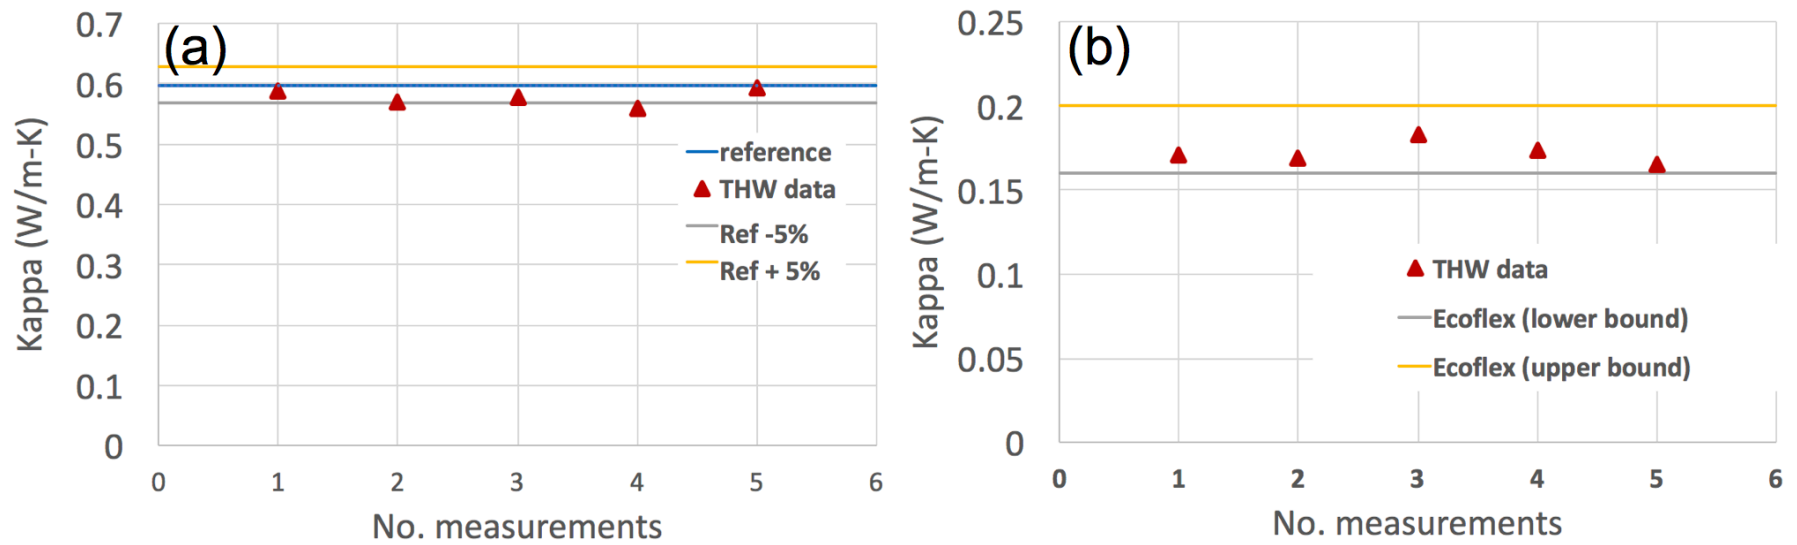 (a)
0.7
0.6
0.5
0.4
0.3
0.2
0.1
0
Kappa (W/m-K)
0 1 2 3 4 5 6
No. measurements
reference
THW data
Ref -5%
Ref + 5%
(b)
0.25
0.2
0.15
0.1
0.05
0
Kappa (W/m-K)
0 1 2 3 4 5 6
No. measurements
THW data
Ecoflex (lower bound)
Ecoflex (upper bound)